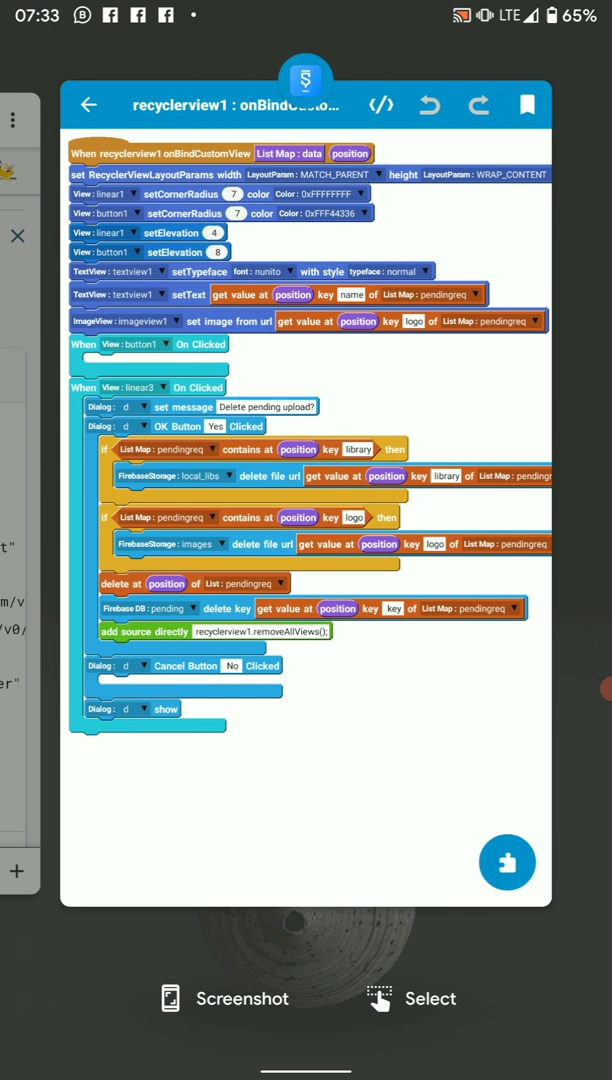 07:33 LTE 65%
recyclerview1 : onBindCusto...
When recyclerview1 onBindCustomView List Map : data position
set RecyclerViewLayoutParams width LayoutParam : MATCH_PARENT height LayoutParam : WRAP_CONTENT
View : linear1 setCornerRadius 7 color Color : 0xFFFFFFFF
View : button1 setCornerRadius 7 color Color : 0xFFF44336
View : linear1 setElevation 4
View : button1 setElevation 8
TextView : textview1 setTypeface font : nunito with style typeface : normal
TextView : textview1 setText get value at position key name of List Map : pendingreq
ImageView : imageview1 set image from url get value at position key logo of List Map : pendingreq
When View : button1 On Clicked
When View : linear3 On Clicked
Dialog : d set message Delete pending upload?
Dialog : d OK Button Yes Clicked
if List Map : pendingreq contains at position key library then
FirebaseStorage : local_libs delete file url get value at position key library of List Map : pendingr
if List Map : pendingreq contains at position key logo then
FirebaseStorage : images delete file url get value at position key logo of List Map : pendingreq
t"
delete at position of List : pendingreq
m/v
Firebase DB : pending delete key get value at position key key of List Map : pendingreq
/v0/
add source directly recyclerview1.removeAllViews();
Dialog : d Cancel Button No Clicked
er"
Dialog : d show
Screenshot Select